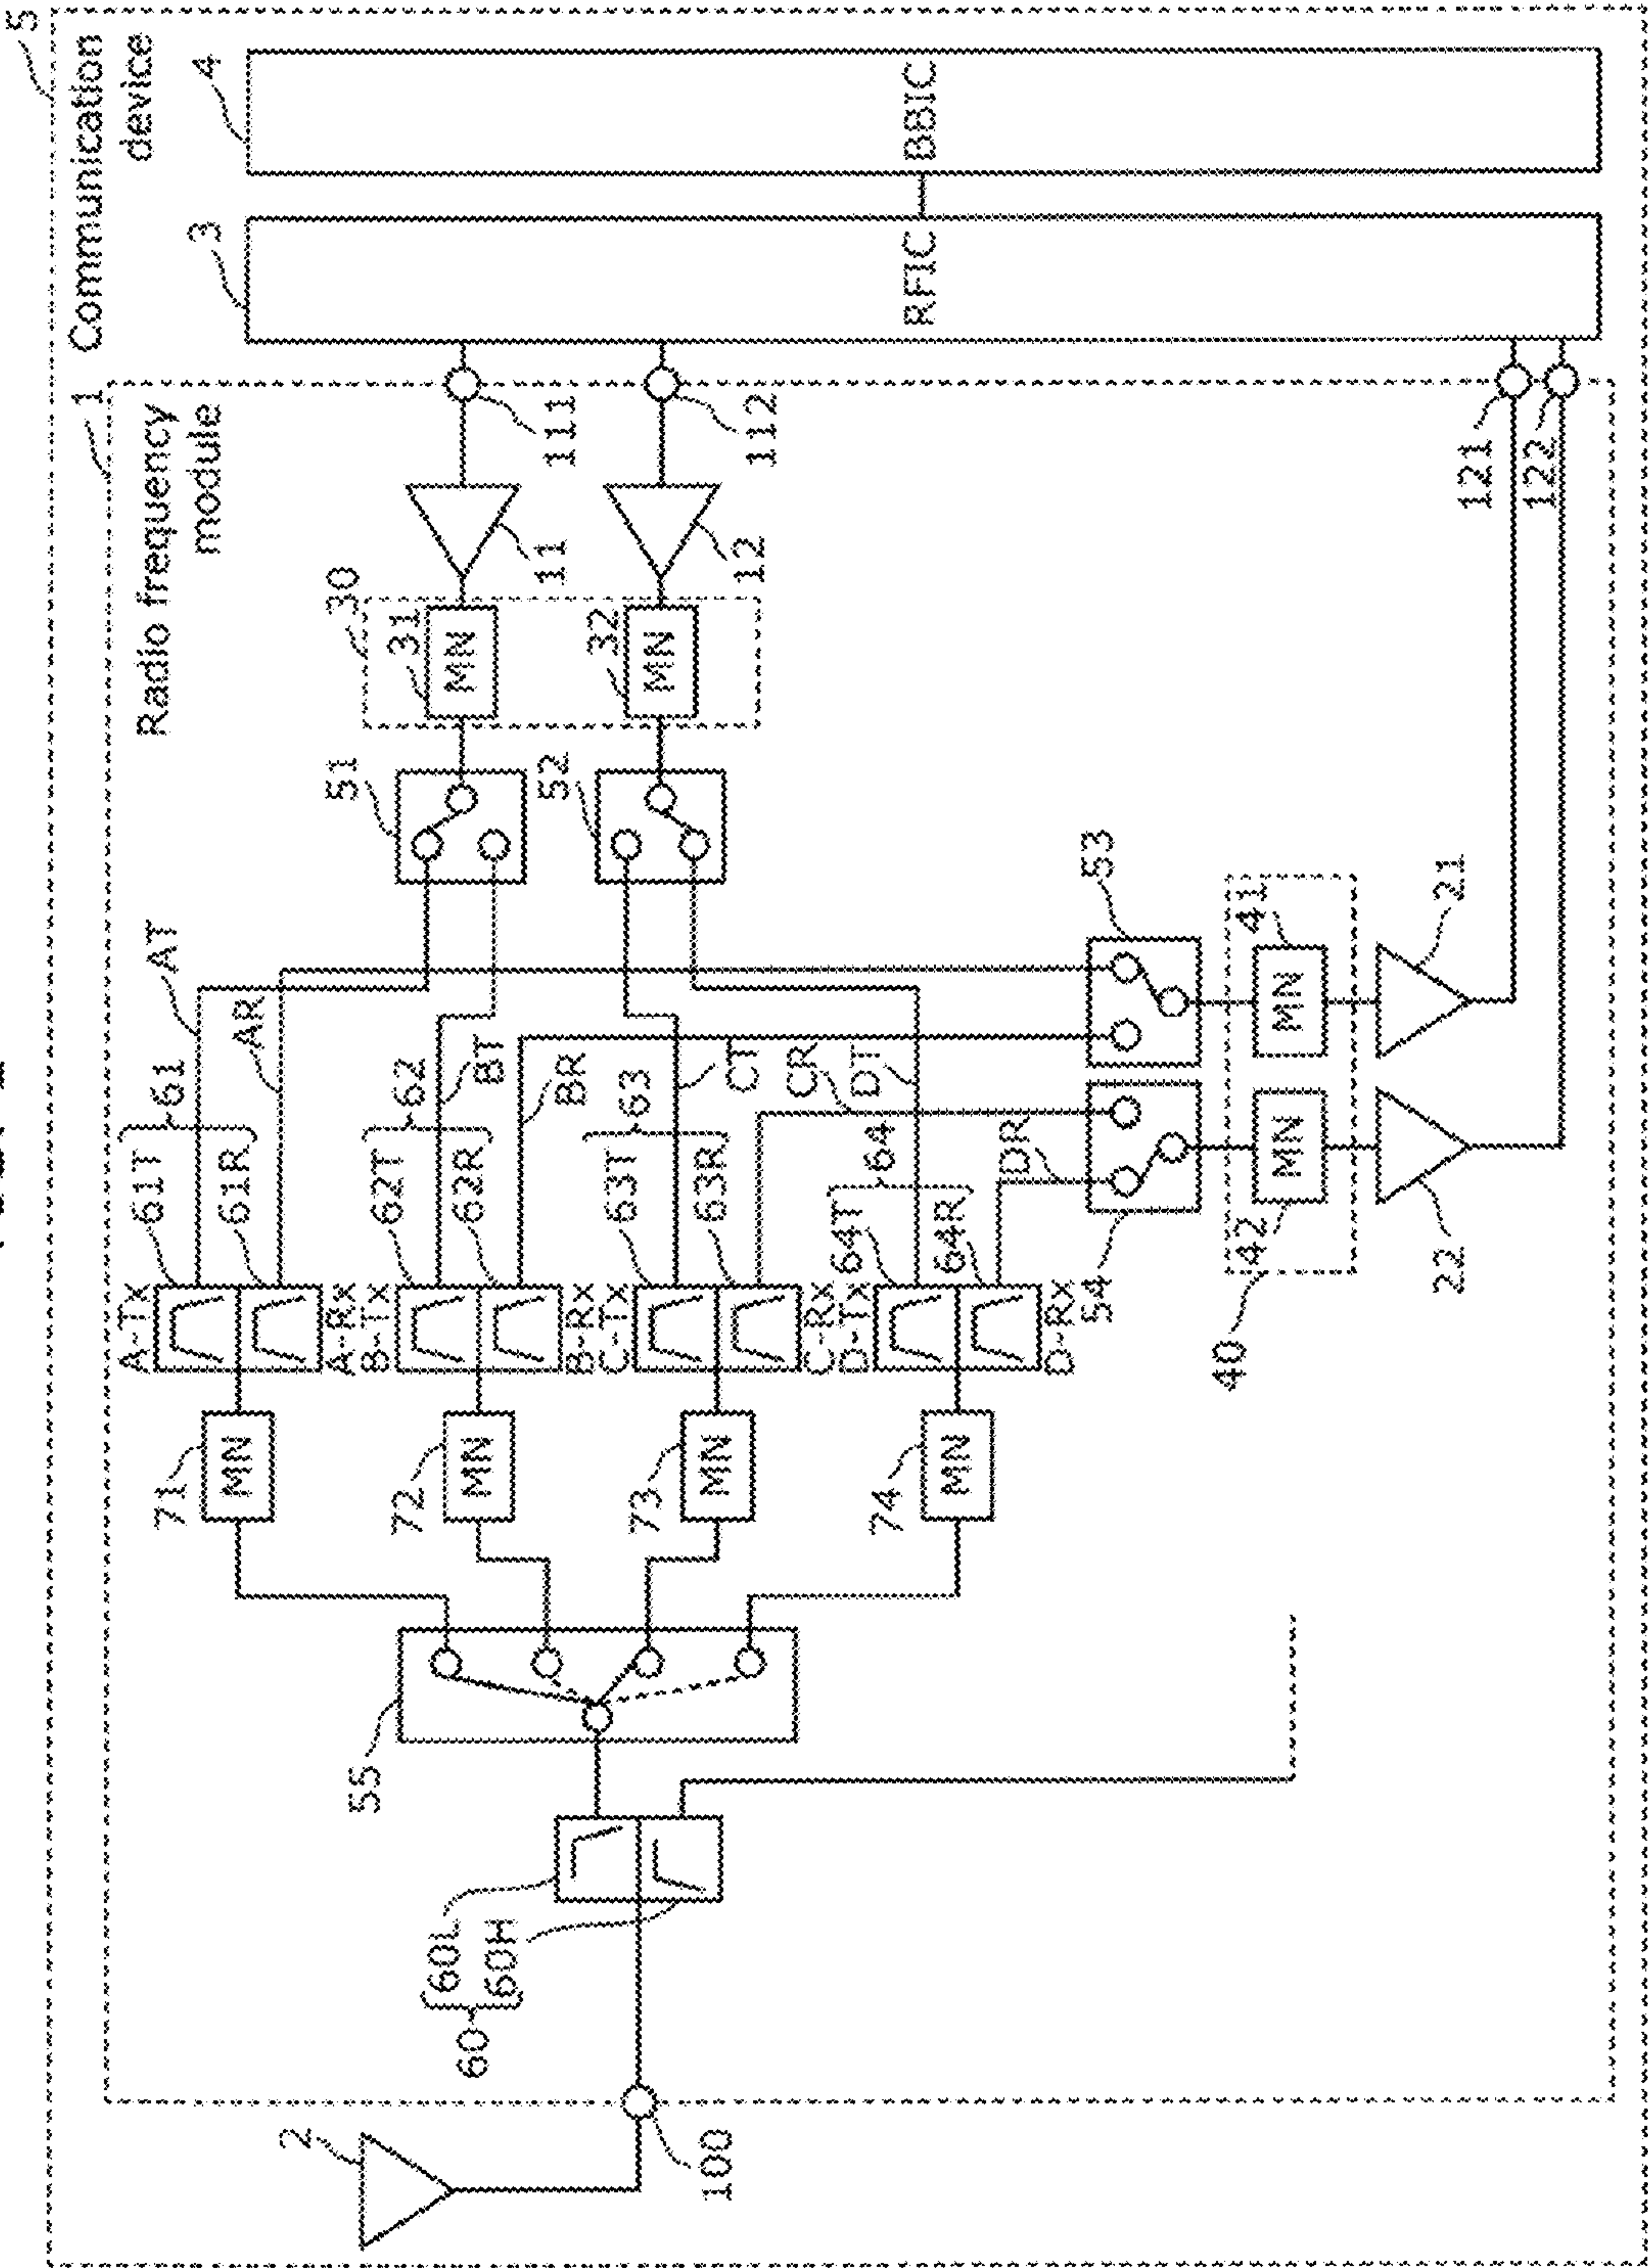 5
Communication
device
1
Radio frequency
module
4
BBIC
3
RFIC
111
112
121
122
11
12
30
31
MN
32
MN
51
52
53
54
40
41
MN
42
MN
21
22
AT
AR
BT
BR
CT
CR
DT
DR
61
61T
61R
62
62T
62R
63
63T
63R
64
64T
64R
A-Tx
A-Rx
B-Tx
B-Rx
C-Tx
C-Rx
D-Tx
D-Rx
71
MN
72
MN
73
MN
74
MN
55
60
60L
60H
2
100